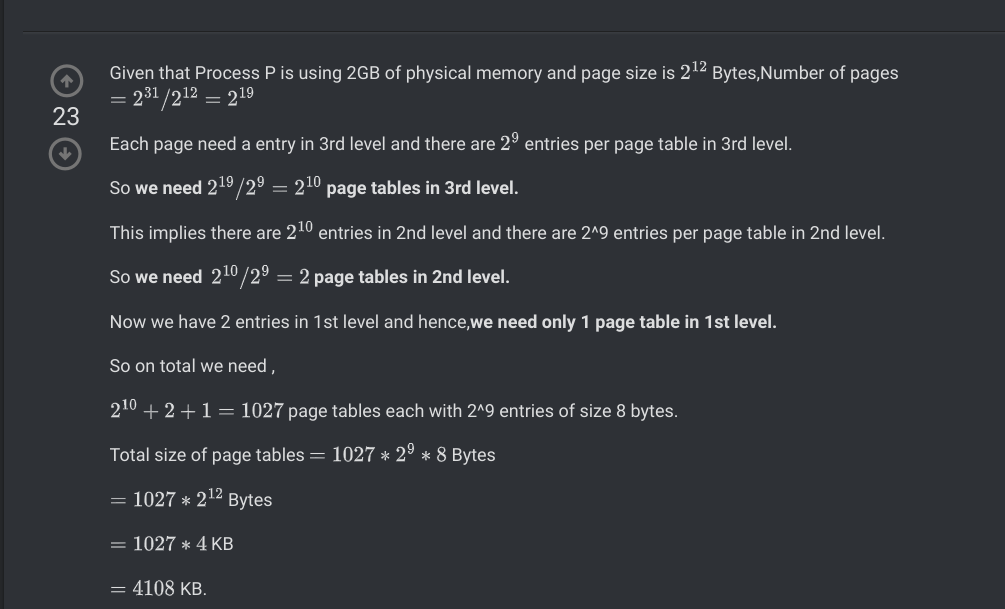 Given that Process P is using 2GB of physical memory and page size is 2^12 Bytes,Number of pages
= 2^31/2^12 = 2^19
23
Each page need a entry in 3rd level and there are 2^9 entries per page table in 3rd level.
So we need 2^19/2^9 = 2^10 page tables in 3rd level.
This implies there are 2^10 entries in 2nd level and there are 2^9 entries per page table in 2nd level.
So we need 2^10/2^9 = 2 page tables in 2nd level.
Now we have 2 entries in 1st level and hence,we need only 1 page table in 1st level.
So on total we need ,
2^10 + 2 + 1 = 1027 page tables each with 2^9 entries of size 8 bytes.
Total size of page tables = 1027 * 2^9 * 8 Bytes
= 1027 * 2^12 Bytes
= 1027 * 4 KB
= 4108 KB.